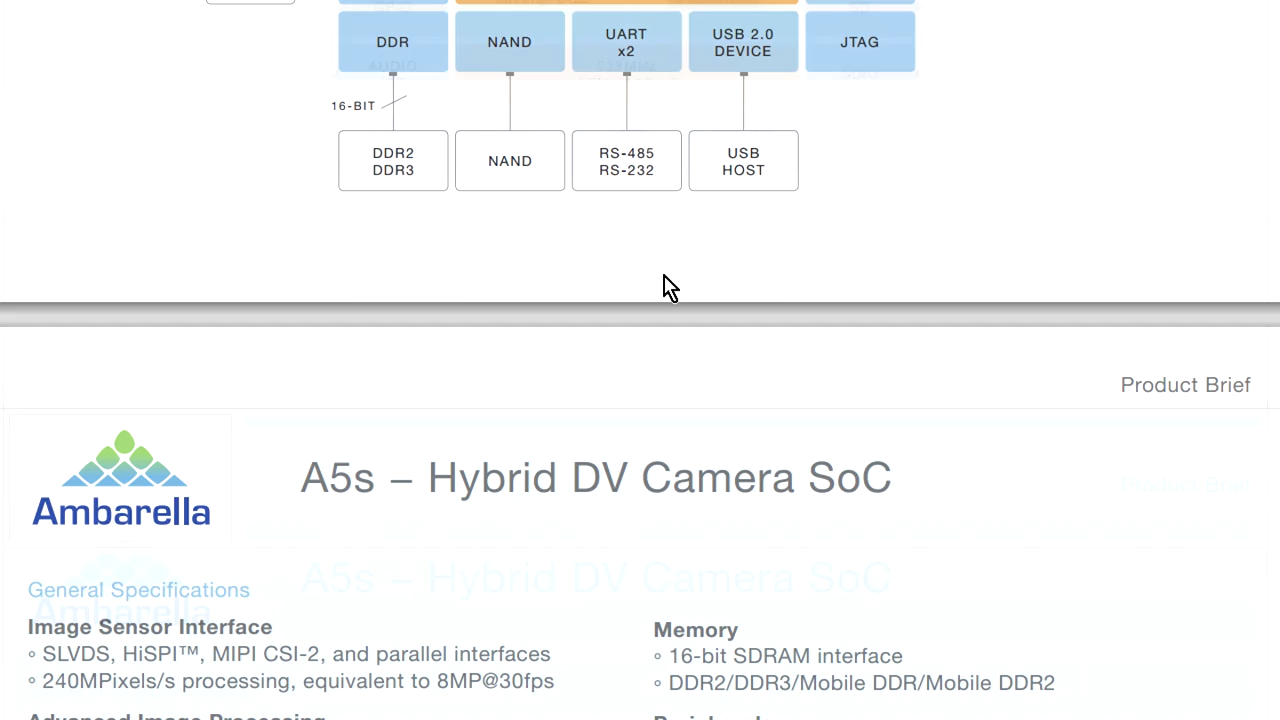 DDR
NAND
UART
x2
USB 2.0
DEVICE
JTAG
16-BIT
DDR2
DDR3
NAND
RS-485
RS-232
USB
HOST
Product Brief
Ambarella
A5s – Hybrid DV Camera SoC
General Specifications
Image Sensor Interface
° SLVDS, HiSPI™, MIPI CSI-2, and parallel interfaces
° 240MPixels/s processing, equivalent to 8MP@30fps
Advanced Image Processing
Memory
° 16-bit SDRAM interface
° DDR2/DDR3/Mobile DDR/Mobile DDR2